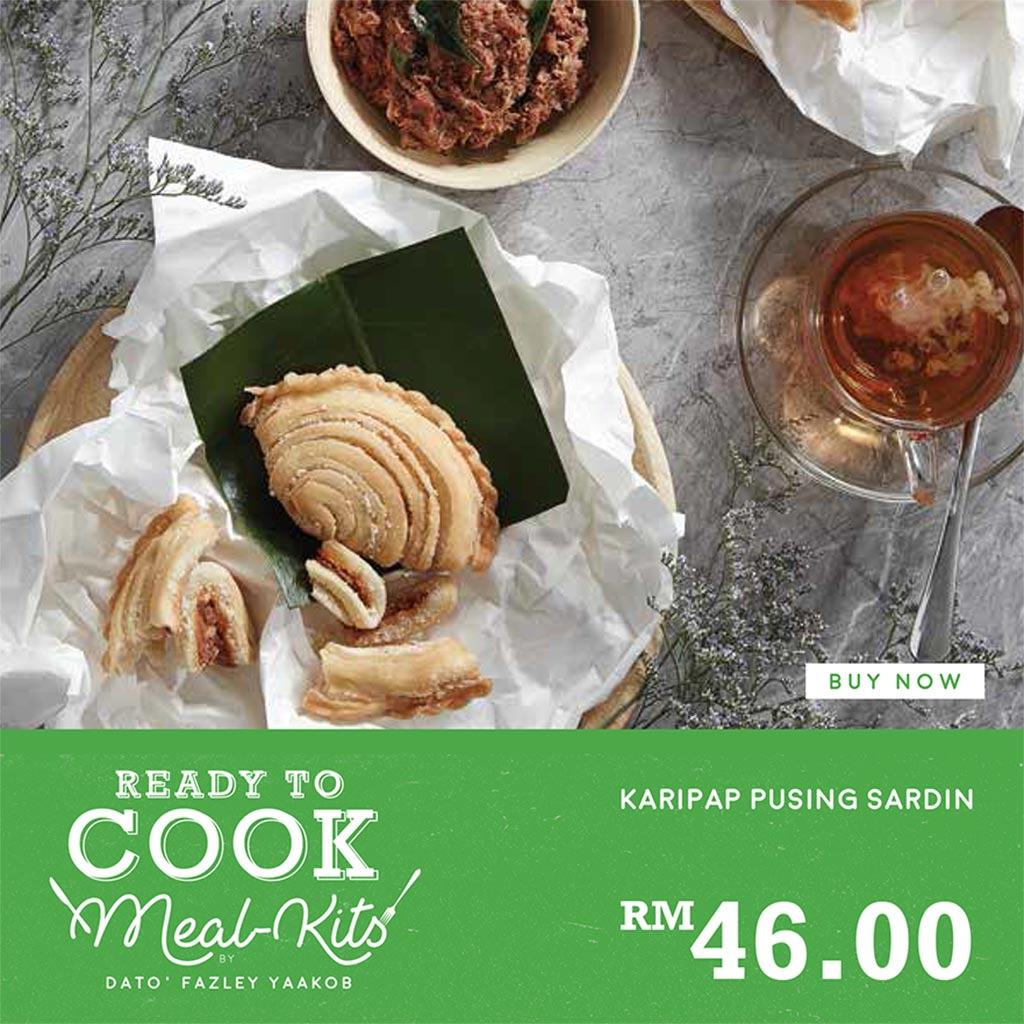 BUY NOW
READY TO
COOK
Meal-Kits
BY
DATO' FAZLEY YAAKOB
KARIPAP PUSING SARDIN
RM46.00